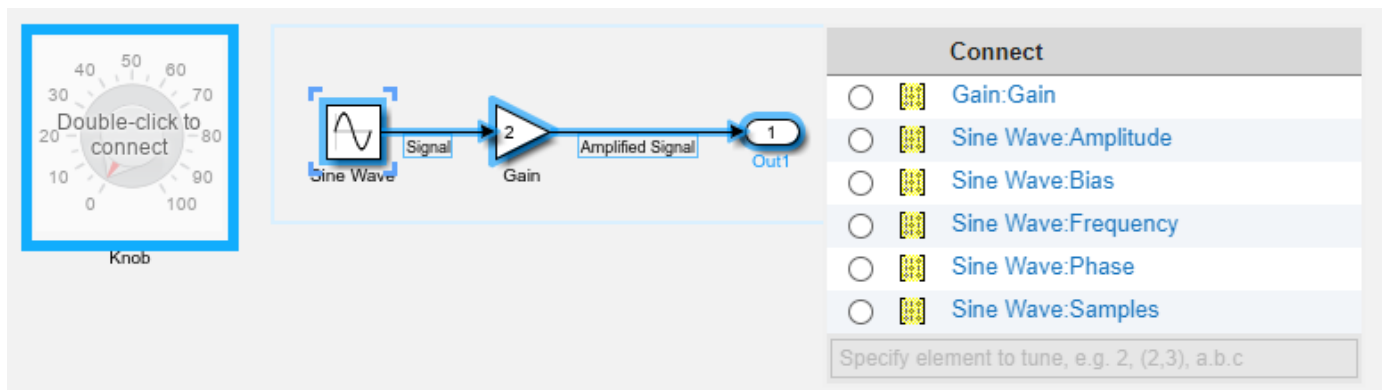 50
40 60
30 70
Double-click to
20 80
connect
10 90
0 100
Knob
Signal
2
Amplified Signal
1
Out1
Sine Wave
Gain
Connect
Gain:Gain
Sine Wave:Amplitude
Sine Wave:Bias
Sine Wave:Frequency
Sine Wave:Phase
Sine Wave:Samples
Specify element to tune, e.g. 2, (2,3), a.b.c